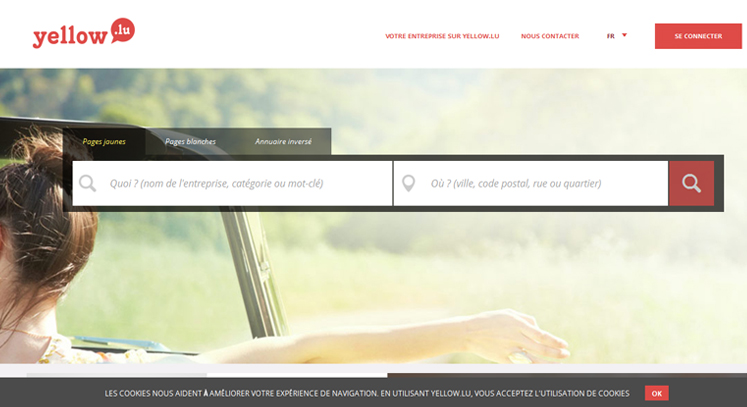 yellow.lu
VOTRE ENTREPRISE SUR YELLOW.LU NOUS CONTACTER FR SE CONNECTER
Pages jaunes Pages blanches Annuaire inversé
Quoi ? (nom de l'entreprise, catégorie ou mot-clé) Où ? (ville, code postal, rue ou quartier)
LES COOKIES NOUS AIDENT À AMÉLIORER VOTRE EXPÉRIENCE DE NAVIGATION. EN UTILISANT YELLOW.LU, VOUS ACCEPTEZ L'UTILISATION DE COOKIES OK